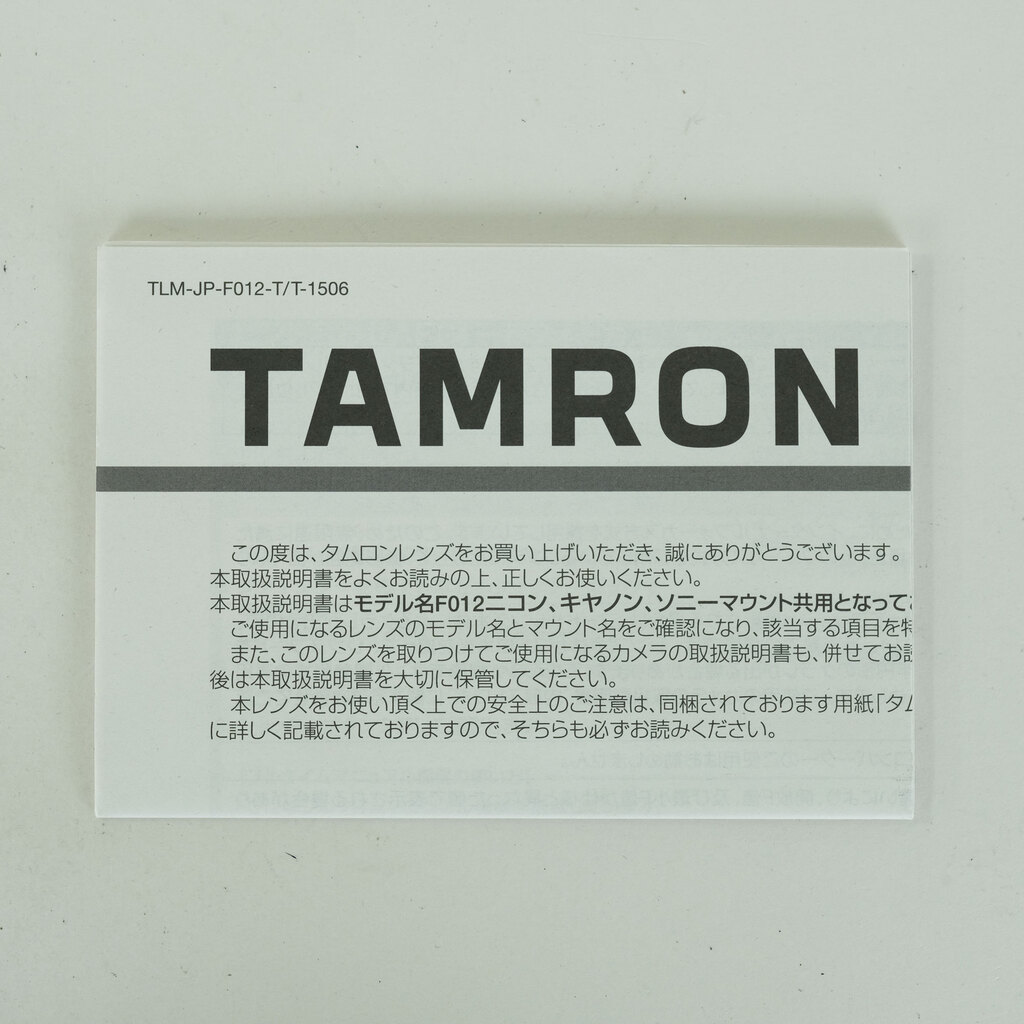 TLM-JP-F012-T/T-1506
TAMRON
この度は、タムロンレンズをお買い上げいただき、誠にありがとうございます。
本取扱説明書をよくお読みの上、正しくお使いください。
本取扱説明書はモデル名F012ニコン、キヤノン、ソニーマウント共用となって
ご使用になるレンズのモデル名とマウント名をご確認になり、該当する項目を
また、このレンズを取りつけてご使用になるカメラの取扱説明書も、併せてお
後は本取扱説明書を大切に保管してください。
本レンズをお使い頂く上での安全上のご注意は、同梱されております用紙「タム
に詳しく記載されておりますので、そちらも必ずお読みください。